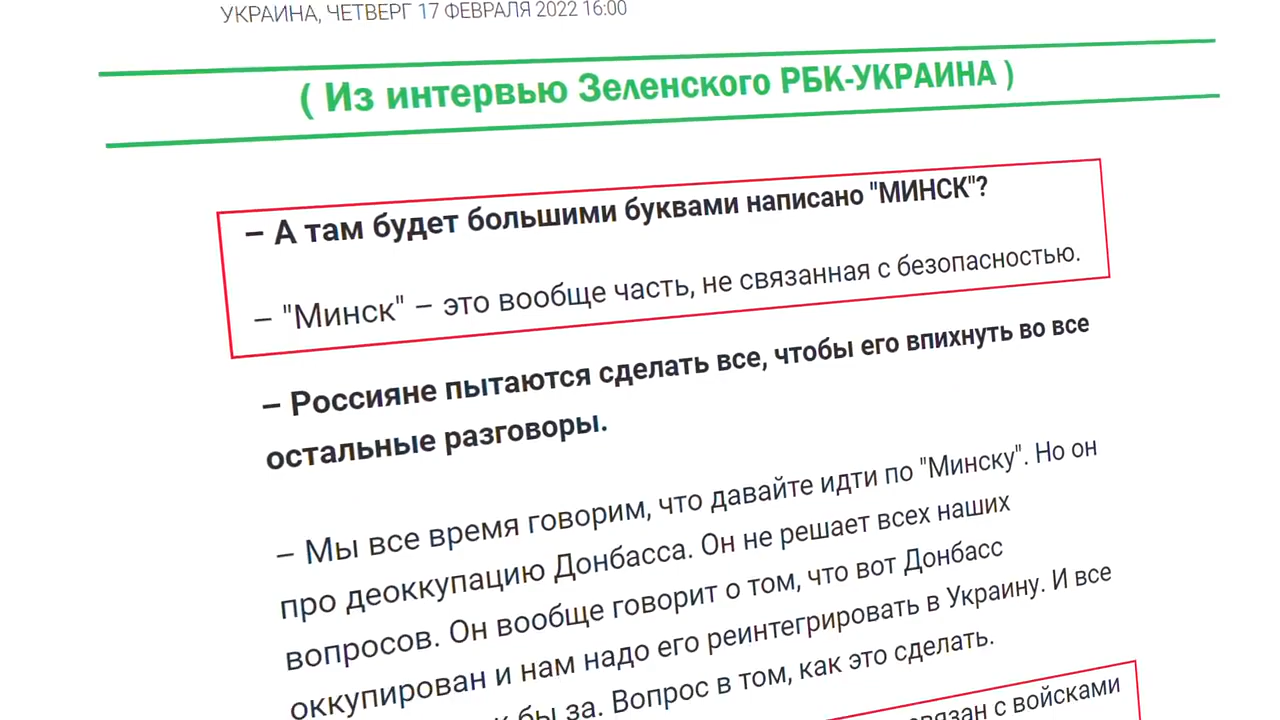 УКРАИНА, ЧЕТВЕРГ 17 ФЕВРАЛЯ 2022 16:00
( Из интервью Зеленского РБК-УКРАИНА )
– А там будет большими буквами написано "МИНСК"?
– "Минск" – это вообще часть, не связанная с безопасностью.
– Россияне пытаются сделать все, чтобы его впихнуть во все
остальные разговоры.
– Мы все время говорим, что давайте идти по "Минску". Но он
про деоккупацию Донбасса. Он не решает всех наших
вопросов. Он вообще говорит о том, что вот Донбасс
оккупирован и нам надо его реинтегрировать в Украину. И все
бы за. Вопрос в том, как это сделать.
с войсками